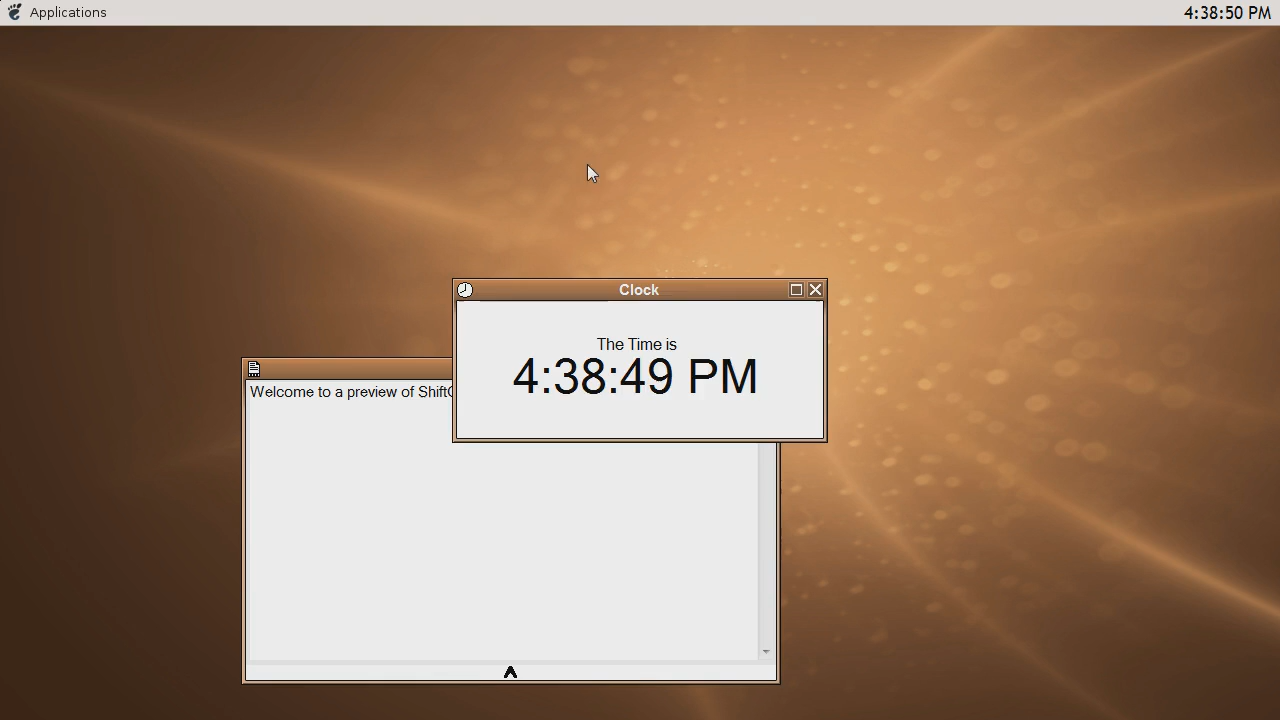 Applications
4:38:50 PM
Clock
The Time is
4:38:49 PM
Welcome to a preview of Shift